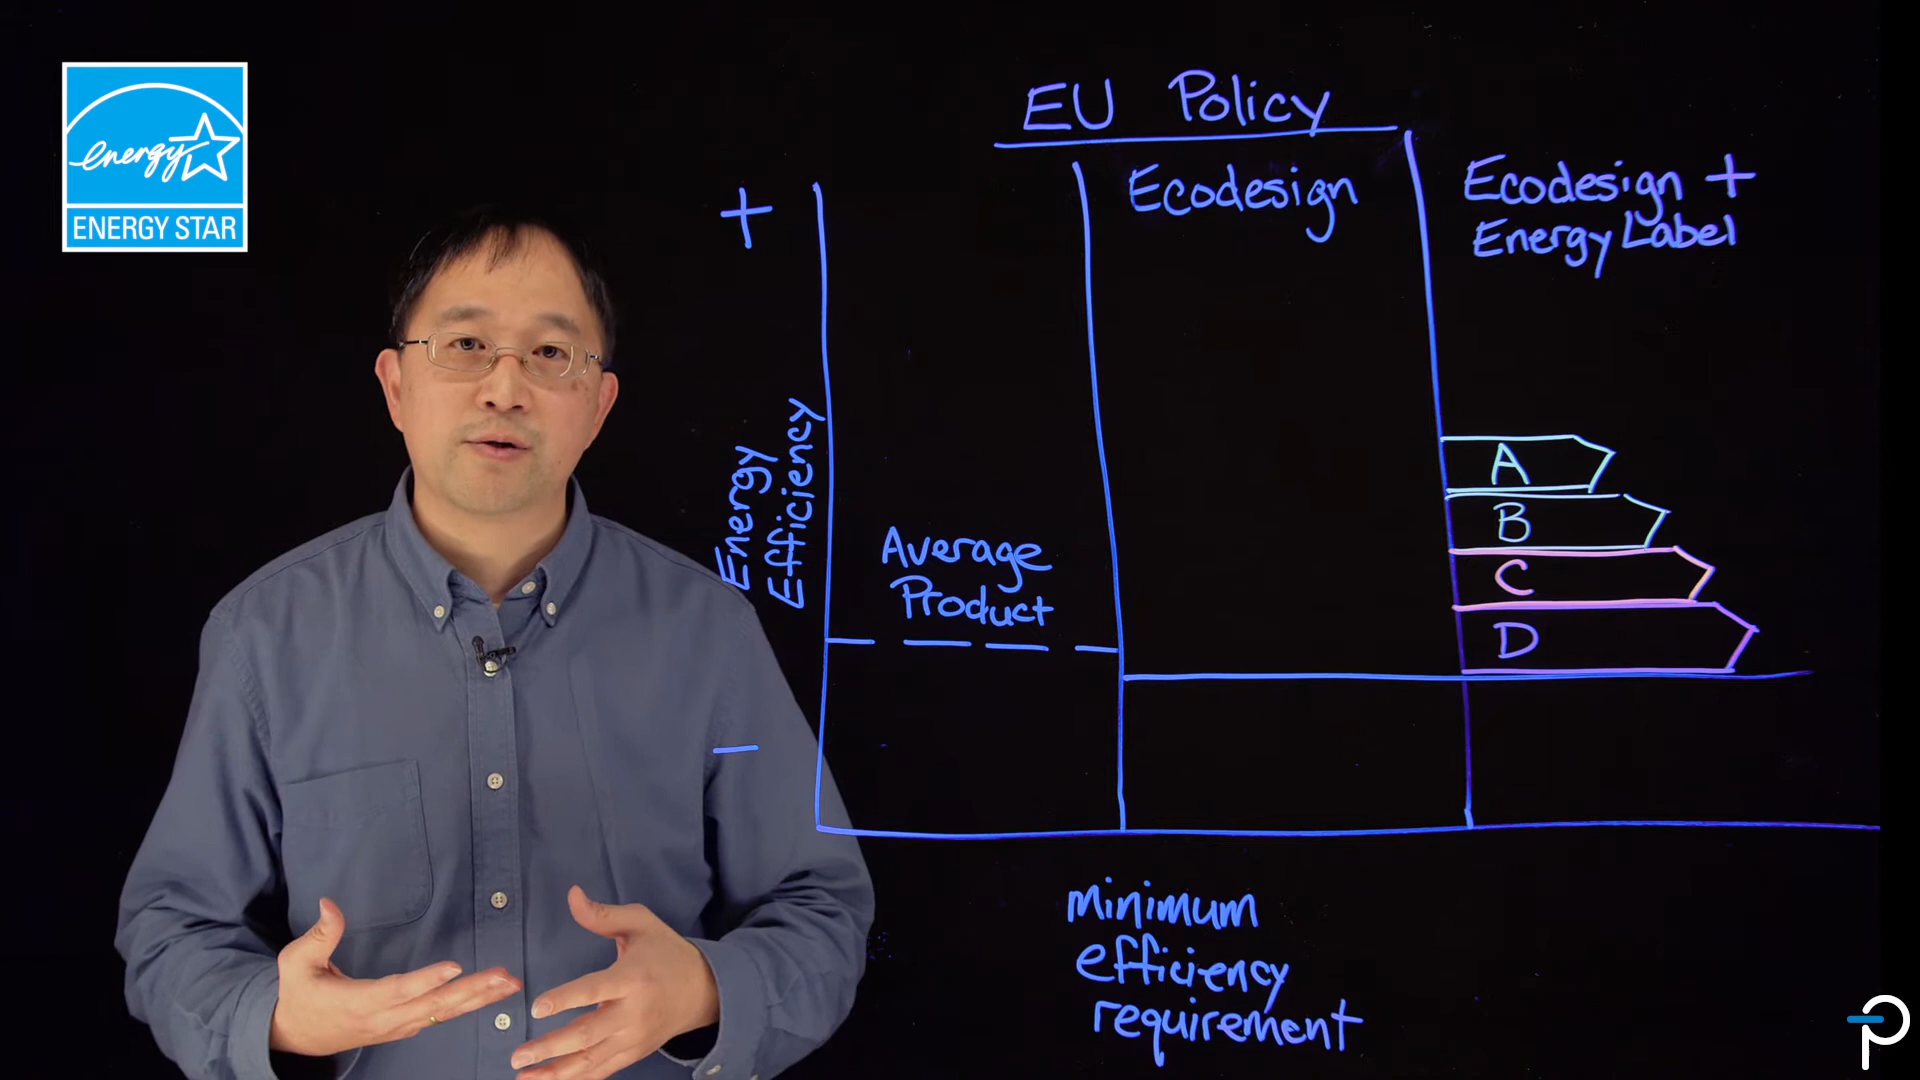 energy
ENERGY STAR
EU Policy
Ecodesign
Ecodesign +
Energy Label
+
Energy
Efficiency
Average
Product
−
A
B
C
D
minimum
efficiency
requirement